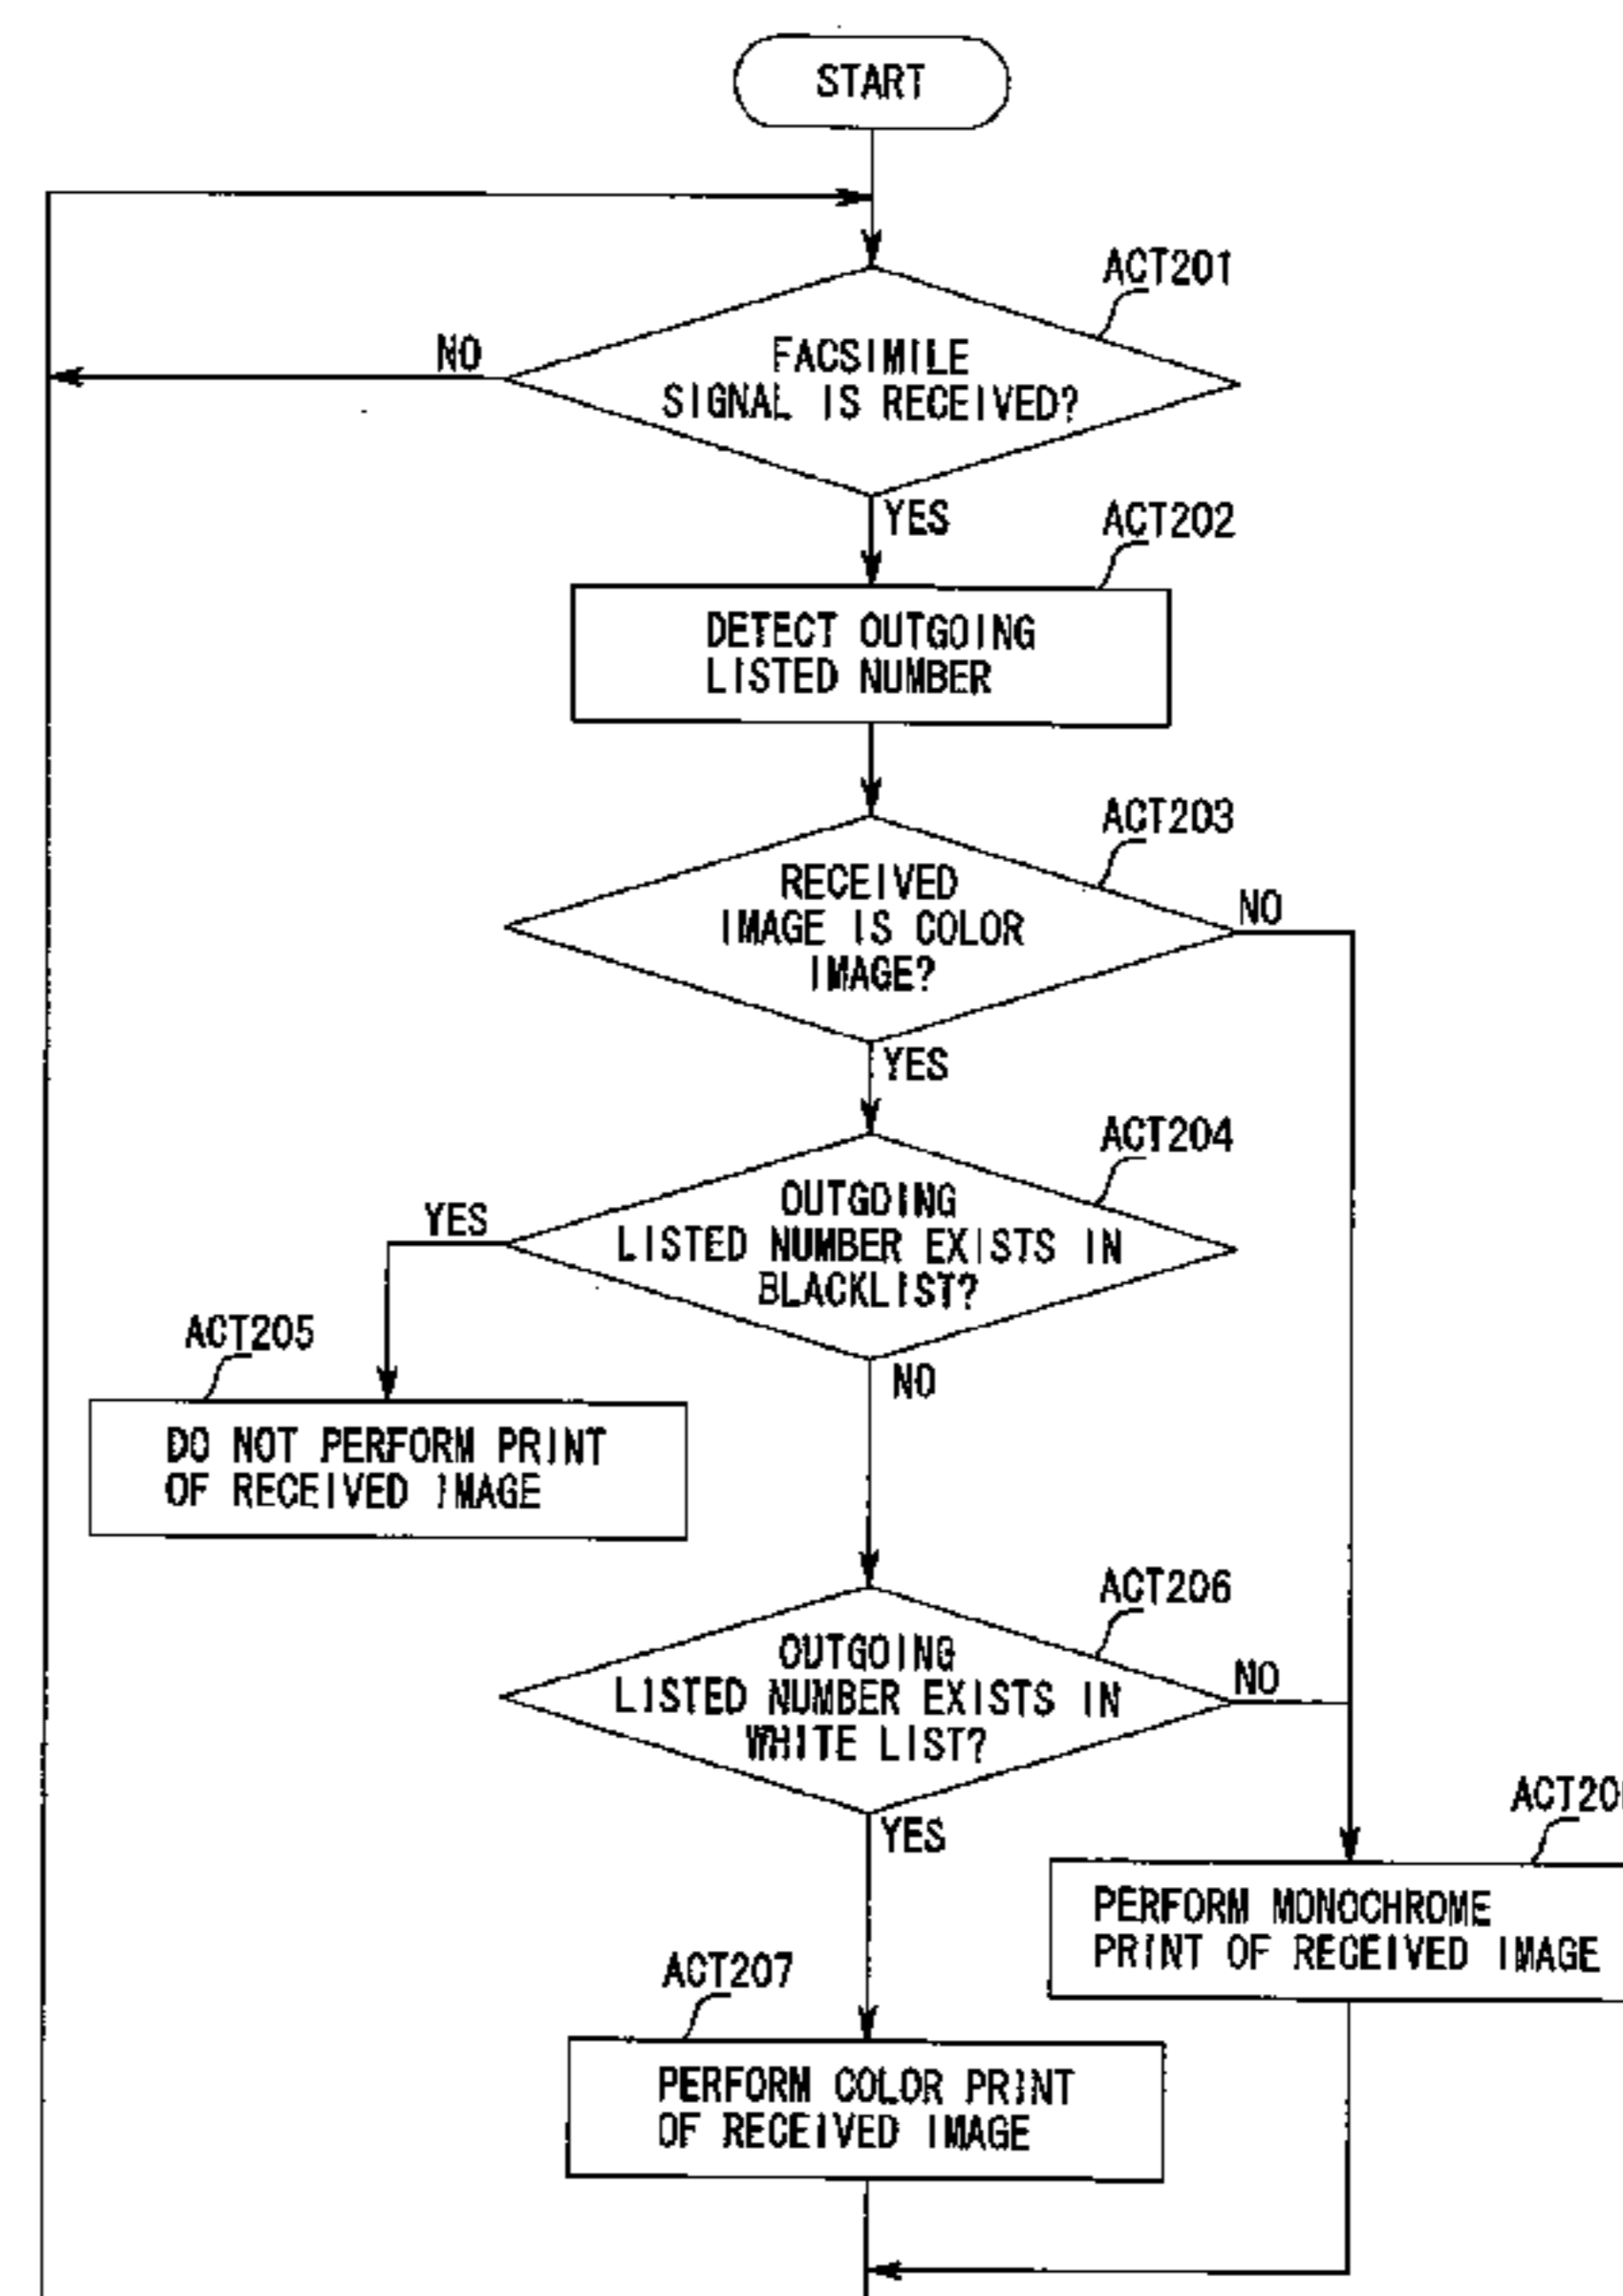 START
ACT201
NO
FACSIMILE
SIGNAL IS RECEIVED?
YES
ACT202
DETECT OUTGOING
LISTED NUMBER
ACT203
RECEIVED
IMAGE IS COLOR
IMAGE?
NO
YES
ACT204
YES
OUTGOING
LISTED NUMBER EXISTS IN
BLACKLIST?
ACT205
NO
DO NOT PERFORM PRINT
OF RECEIVED IMAGE
ACT206
OUTGOING
LISTED NUMBER EXISTS IN
WHITE LIST?
NO
YES
PERFORM MONOCHROME
PRINT OF RECEIVED IMAGE
ACT207
PERFORM COLOR PRINT
OF RECEIVED IMAGE